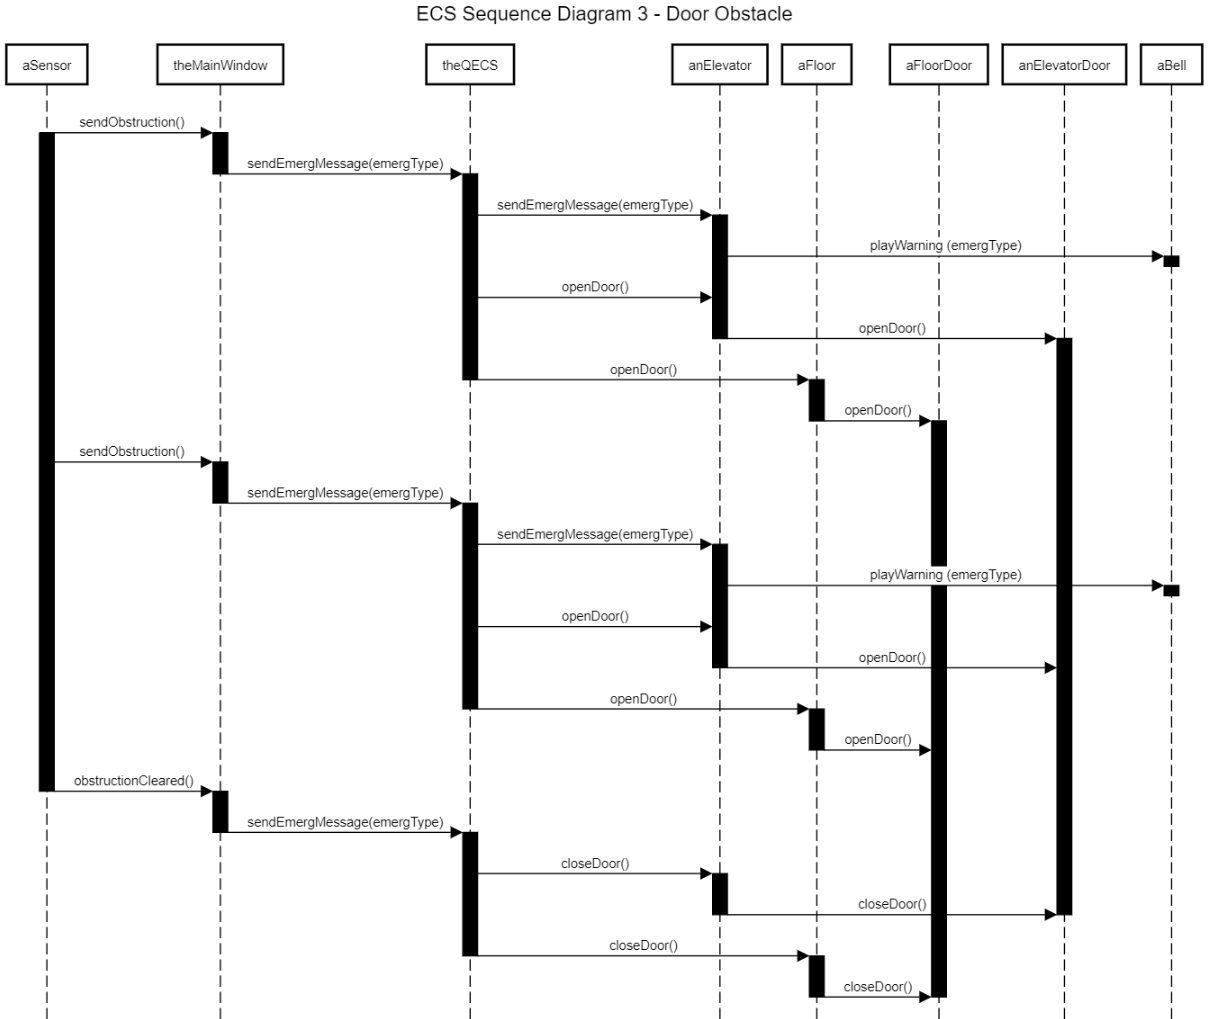 ECS Sequence Diagram 3 - Door Obstacle
aSensor
theMainWindow
theQECS
anElevator
aFloor
aFloorDoor
anElevatorDoor
aBell
sendObstruction()
sendEmergMessage(emergType)
sendEmergMessage(emergType)
playWarning (emergType)
openDoor()
openDoor()
openDoor()
openDoor()
sendObstruction()
sendEmergMessage(emergType)
sendEmergMessage(emergType)
playWarning (emergType)
openDoor()
openDoor()
openDoor()
openDoor()
obstructionCleared()
sendEmergMessage(emergType)
closeDoor()
closeDoor()
closeDoor()
closeDoor()